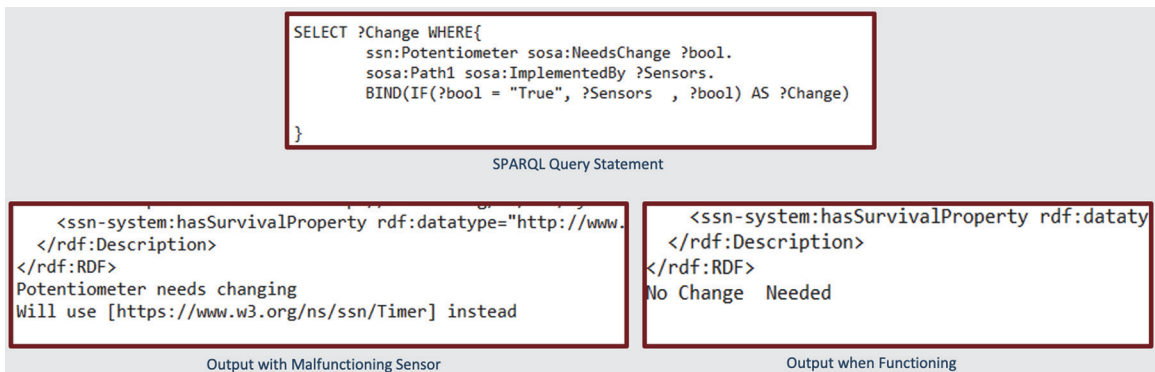 SELECT ?Change WHERE{
ssn:Potentiometer sosa:NeedsChange ?bool.
sosa:Path1 sosa:ImplementedBy ?Sensors.
BIND(IF(?bool = "True", ?Sensors , ?bool) AS ?Change)
}
SPARQL Query Statement
<ssn-system:hasSurvivalProperty rdf:datatype="http://www.
</rdf:Description>
</rdf:RDF>
Potentiometer needs changing
Will use [https://www.w3.org/ns/ssn/Timer] instead
Output with Malfunctioning Sensor
<ssn-system:hasSurvivalProperty rdf:dataty
</rdf:Description>
</rdf:RDF>
No Change  Needed
Output when Functioning